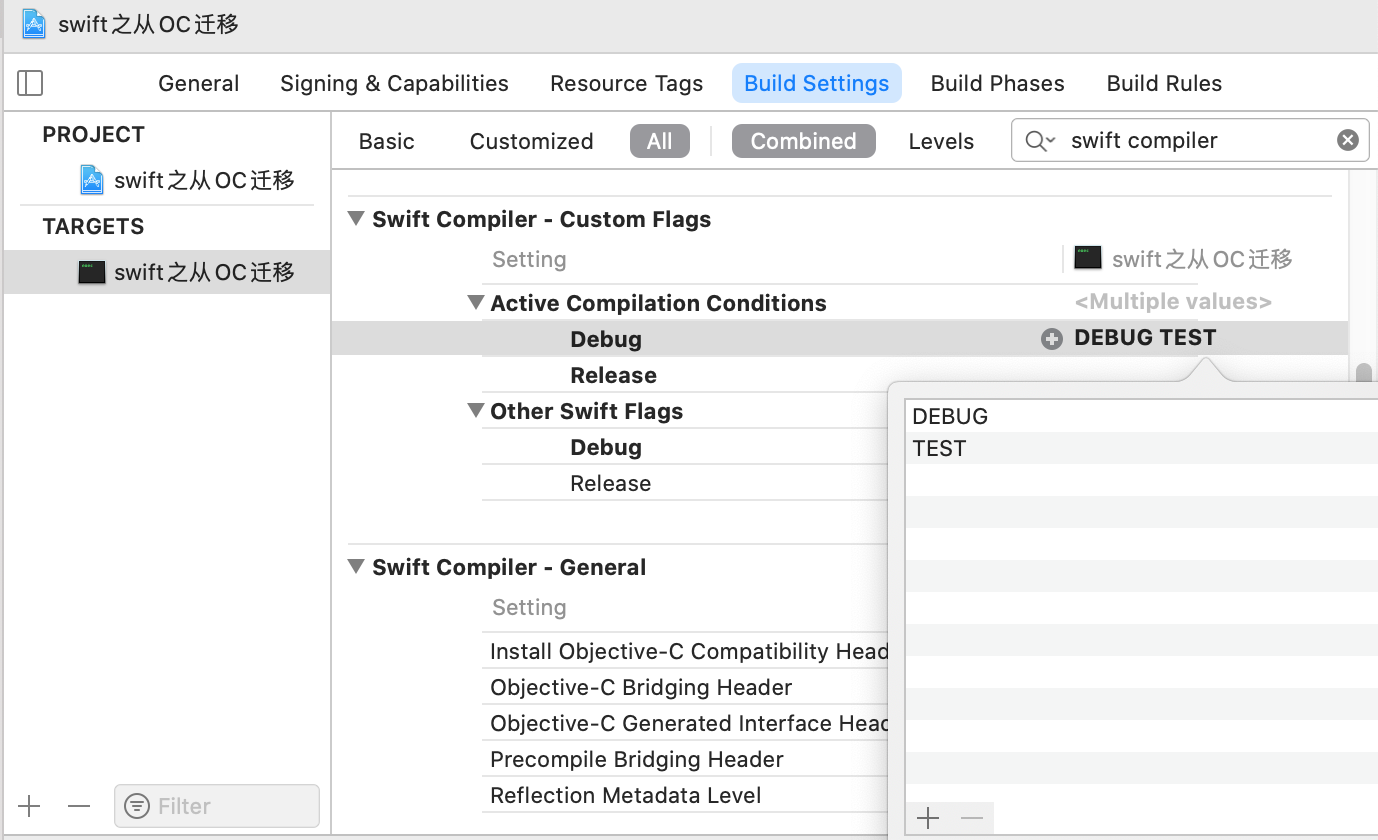 swift之从OC迁移
General Signing & Capabilities Resource Tags Build Settings Build Phases Build Rules
PROJECT
swift之从OC迁移
TARGETS
swift之从OC迁移
Basic Customized All Combined Levels swift compiler
Swift Compiler - Custom Flags
Setting swift之从OC迁移
Active Compilation Conditions <Multiple values>
Debug DEBUG TEST
Release
Other Swift Flags
Debug
Release
DEBUG
TEST
Swift Compiler - General
Setting
Install Objective-C Compatibility Head
Objective-C Bridging Header
Objective-C Generated Interface Head
Precompile Bridging Header
Reflection Metadata Level
Filter